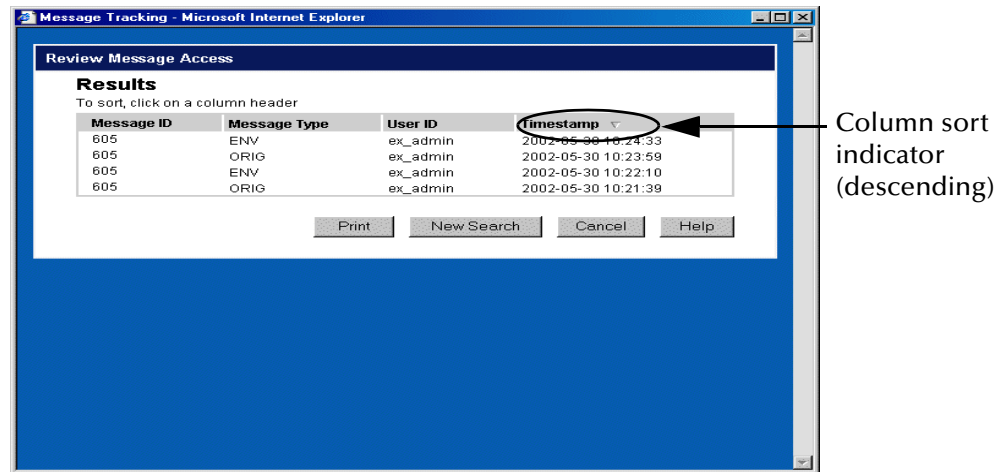 Message Tracking - Microsoft Internet Explorer
Review Message Access
Results
To sort, click on a column header
Message ID Message Type User ID Timestamp
605 ENV ex_admin 2002-05-30 10:24:33
605 ORIG ex_admin 2002-05-30 10:23:59
605 ENV ex_admin 2002-05-30 10:22:10
605 ORIG ex_admin 2002-05-30 10:21:39
Print New Search Cancel Help
Column sort
indicator
(descending)